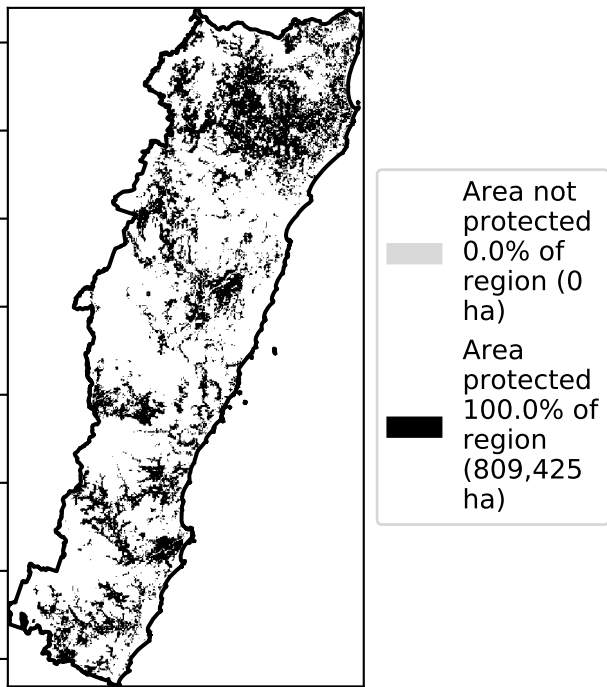 Area not
protected
0.0% of
region (0
ha)
Area
protected
100.0% of
region
(809,425
ha)